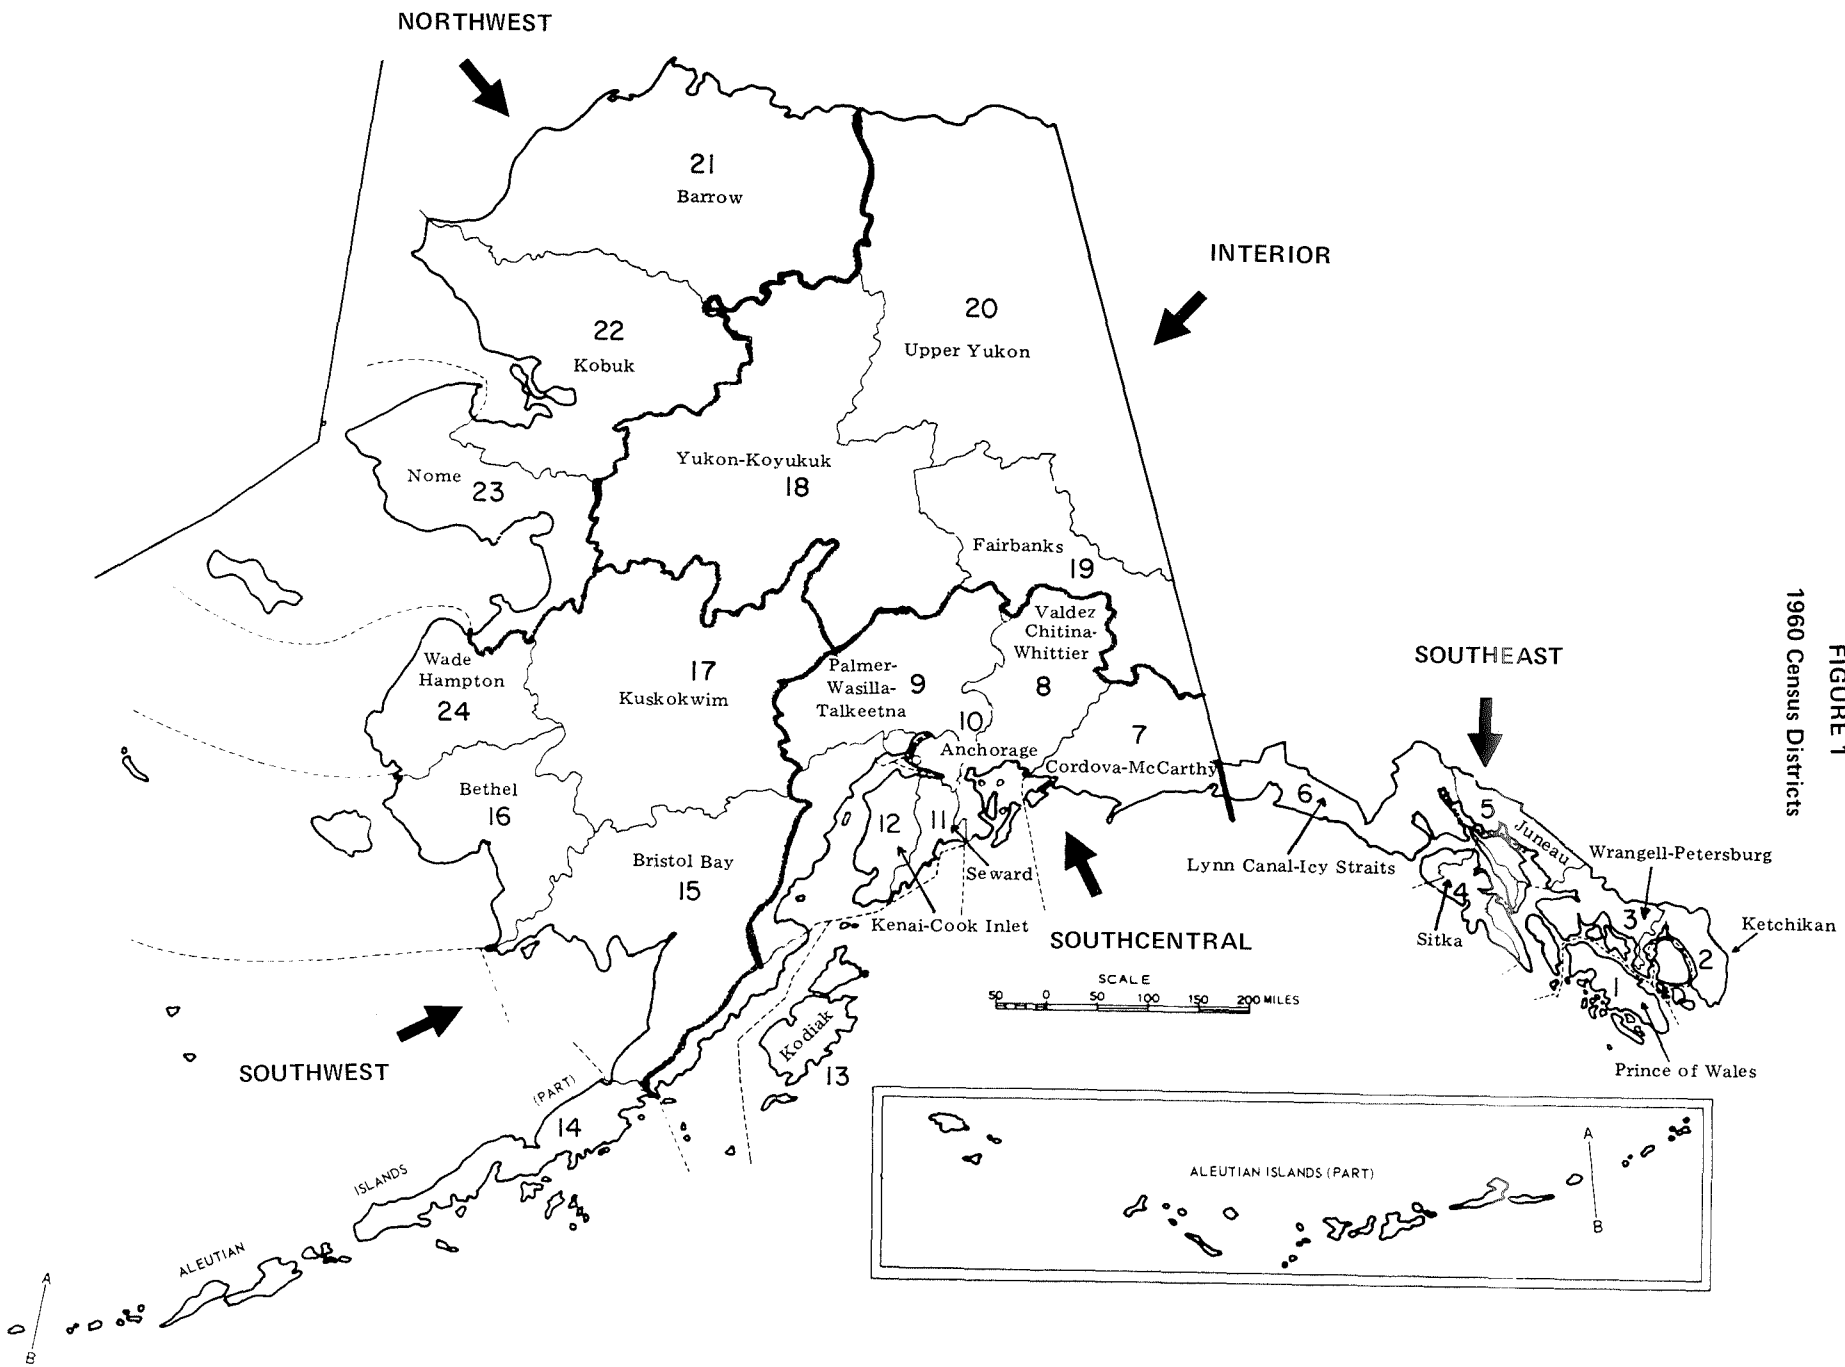 NORTHWEST
21
Barrow
INTERIOR
20
Upper Yukon
22
Kobuk
Yukon-Koyukuk
18
Nome 23
Fairbanks
19
FIGURE 1
1960 Census Districts
Valdez
Chitina-
Whittier
8
SOUTHEAST
Wade
Hampton
24
17
Kuskokwim
Palmer-
Wasilla- 9
Talkeetna
10
Anchorage
7
Cordova-McCarthy
6
5
Juneau
Bethel
16
12
11
Lynn Canal-Icy Straits
Wrangell-Petersburg
Bristol Bay
15
Seward
4
3
Kenai-Cook Inlet
SOUTHCENTRAL
Sitka
Ketchikan
2
1
SCALE
50 0 50 100 150 200 MILES
Kodiak
13
SOUTHWEST
Prince of Wales
(PART)
14
ISLANDS
ALEUTIAN
A
B
ALEUTIAN ISLANDS (PART)
A
B